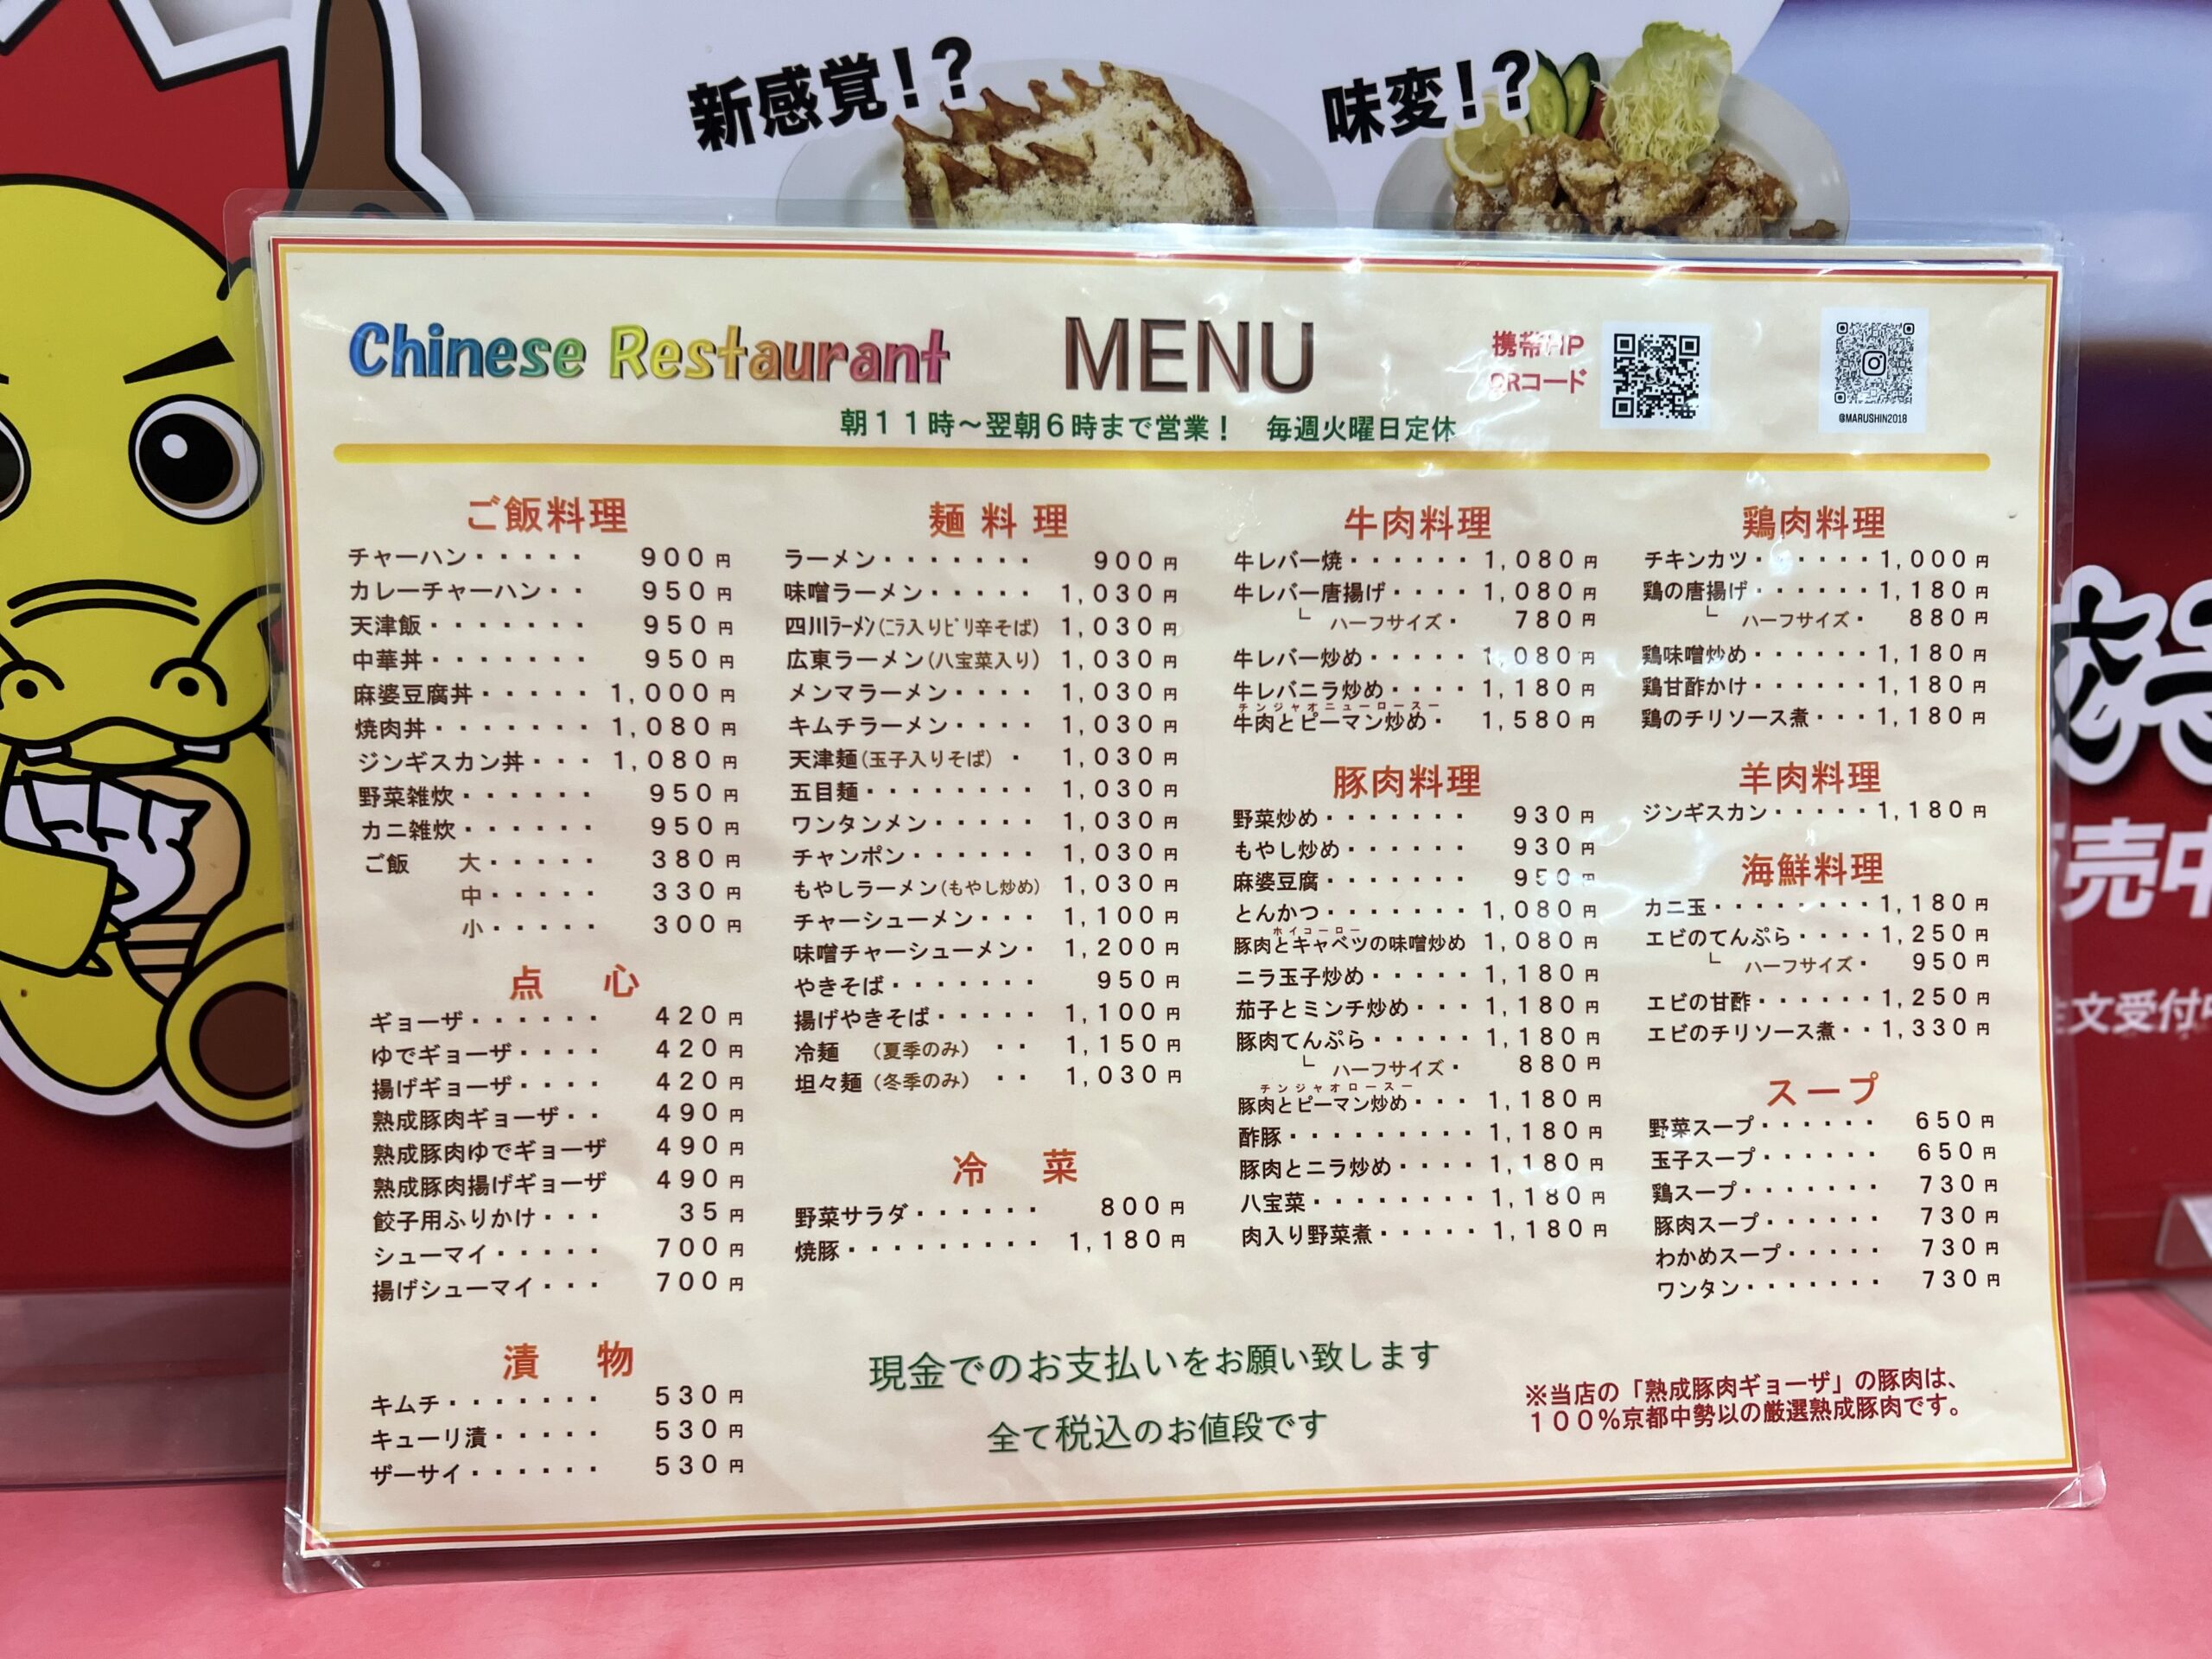 新感覚！？
味変！？
Chinese Restaurant MENU
携帯HP
QRコード
@MARUSHIN2018
朝１１時～翌朝６時まで営業！　毎週火曜日定休
ご飯料理
チャーハン・・・・・ 900円
カレーチャーハン・・ 950円
天津飯・・・・・・・ 950円
中華丼・・・・・・・ 950円
麻婆豆腐丼・・・・・ 1,000円
焼肉丼・・・・・・・ 1,080円
ジンギスカン丼・・・ 1,080円
野菜雑炊・・・・・・ 950円
カニ雑炊・・・・・・ 950円
ご飯　大・・・・・ 380円
中・・・・・ 330円
小・・・・・ 300円
点　心
ギョーザ・・・・・・ 420円
ゆでギョーザ・・・・ 420円
揚げギョーザ・・・・ 420円
熟成豚肉ギョーザ・・ 490円
熟成豚肉ゆでギョーザ 490円
熟成豚肉揚げギョーザ 490円
餃子用ふりかけ・・・ 35円
シューマイ・・・・・ 700円
揚げシューマイ・・・ 700円
漬　物
キムチ・・・・・・・ 530円
キューリ漬・・・・・ 530円
ザーサイ・・・・・・ 530円
麺料理
ラーメン・・・・・・・ 900円
味噌ラーメン・・・・・ 1,030円
四川ラーメン(ニラ入りピリ辛そば) 1,030円
広東ラーメン(八宝菜入り) 1,030円
メンマラーメン・・・・ 1,030円
キムチラーメン・・・・ 1,030円
天津麺(玉子入りそば)・ 1,030円
五目麺・・・・・・・・ 1,030円
ワンタンメン・・・・・ 1,030円
チャンポン・・・・・・ 1,030円
もやしラーメン(もやし炒め) 1,030円
チャーシューメン・・・ 1,100円
味噌チャーシューメン・ 1,200円
やきそば・・・・・・・ 950円
揚げやきそば・・・・・ 1,100円
冷麺　(夏季のみ)　・・ 1,150円
坦々麺(冬季のみ)　・・ 1,030円
冷　菜
野菜サラダ・・・・・・ 800円
焼豚・・・・・・・・・ 1,180円
牛肉料理
牛レバー焼・・・・・・ 1,080円
牛レバー唐揚げ・・・・ 1,080円
└　ハーフサイズ・ 780円
牛レバー炒め・・・・・ 1,080円
牛レバニラ炒め・・・・ 1,180円
チンジャオニューロースー
牛肉とピーマン炒め・ 1,580円
豚肉料理
野菜炒め・・・・・・・ 930円
もやし炒め・・・・・・ 930円
麻婆豆腐・・・・・・・ 950円
とんかつ・・・・・・・ 1,080円
ホイコーロー
豚肉とキャベツの味噌炒め 1,080円
ニラ玉子炒め・・・・・ 1,180円
茄子とミンチ炒め・・・ 1,180円
豚肉てんぷら・・・・・ 1,180円
└　ハーフサイズ・ 880円
チンジャオロースー
豚肉とピーマン炒め・・・ 1,180円
酢豚・・・・・・・・・ 1,180円
豚肉とニラ炒め・・・・ 1,180円
八宝菜・・・・・・・・ 1,180円
肉入り野菜煮・・・・・ 1,180円
鶏肉料理
チキンカツ・・・・・・ 1,000円
鶏の唐揚げ・・・・・・ 1,180円
└　ハーフサイズ・ 880円
鶏味噌炒め・・・・・・ 1,180円
鶏甘酢かけ・・・・・・ 1,180円
鶏のチリソース煮・・・ 1,180円
羊肉料理
ジンギスカン・・・・・ 1,180円
海鮮料理
カニ玉・・・・・・・・ 1,180円
エビのてんぷら・・・・ 1,250円
└　ハーフサイズ・ 950円
エビの甘酢・・・・・・ 1,250円
エビのチリソース煮・・ 1,330円
スープ
野菜スープ・・・・・・ 650円
玉子スープ・・・・・・ 650円
鶏スープ・・・・・・・ 730円
豚肉スープ・・・・・・ 730円
わかめスープ・・・・・ 730円
ワンタン・・・・・・・ 730円
現金でのお支払いをお願い致します
全て税込のお値段です
※当店の「熟成豚肉ギョーザ」の豚肉は、
１００％京都中勢以の厳選熟成豚肉です。
売中
文受付中